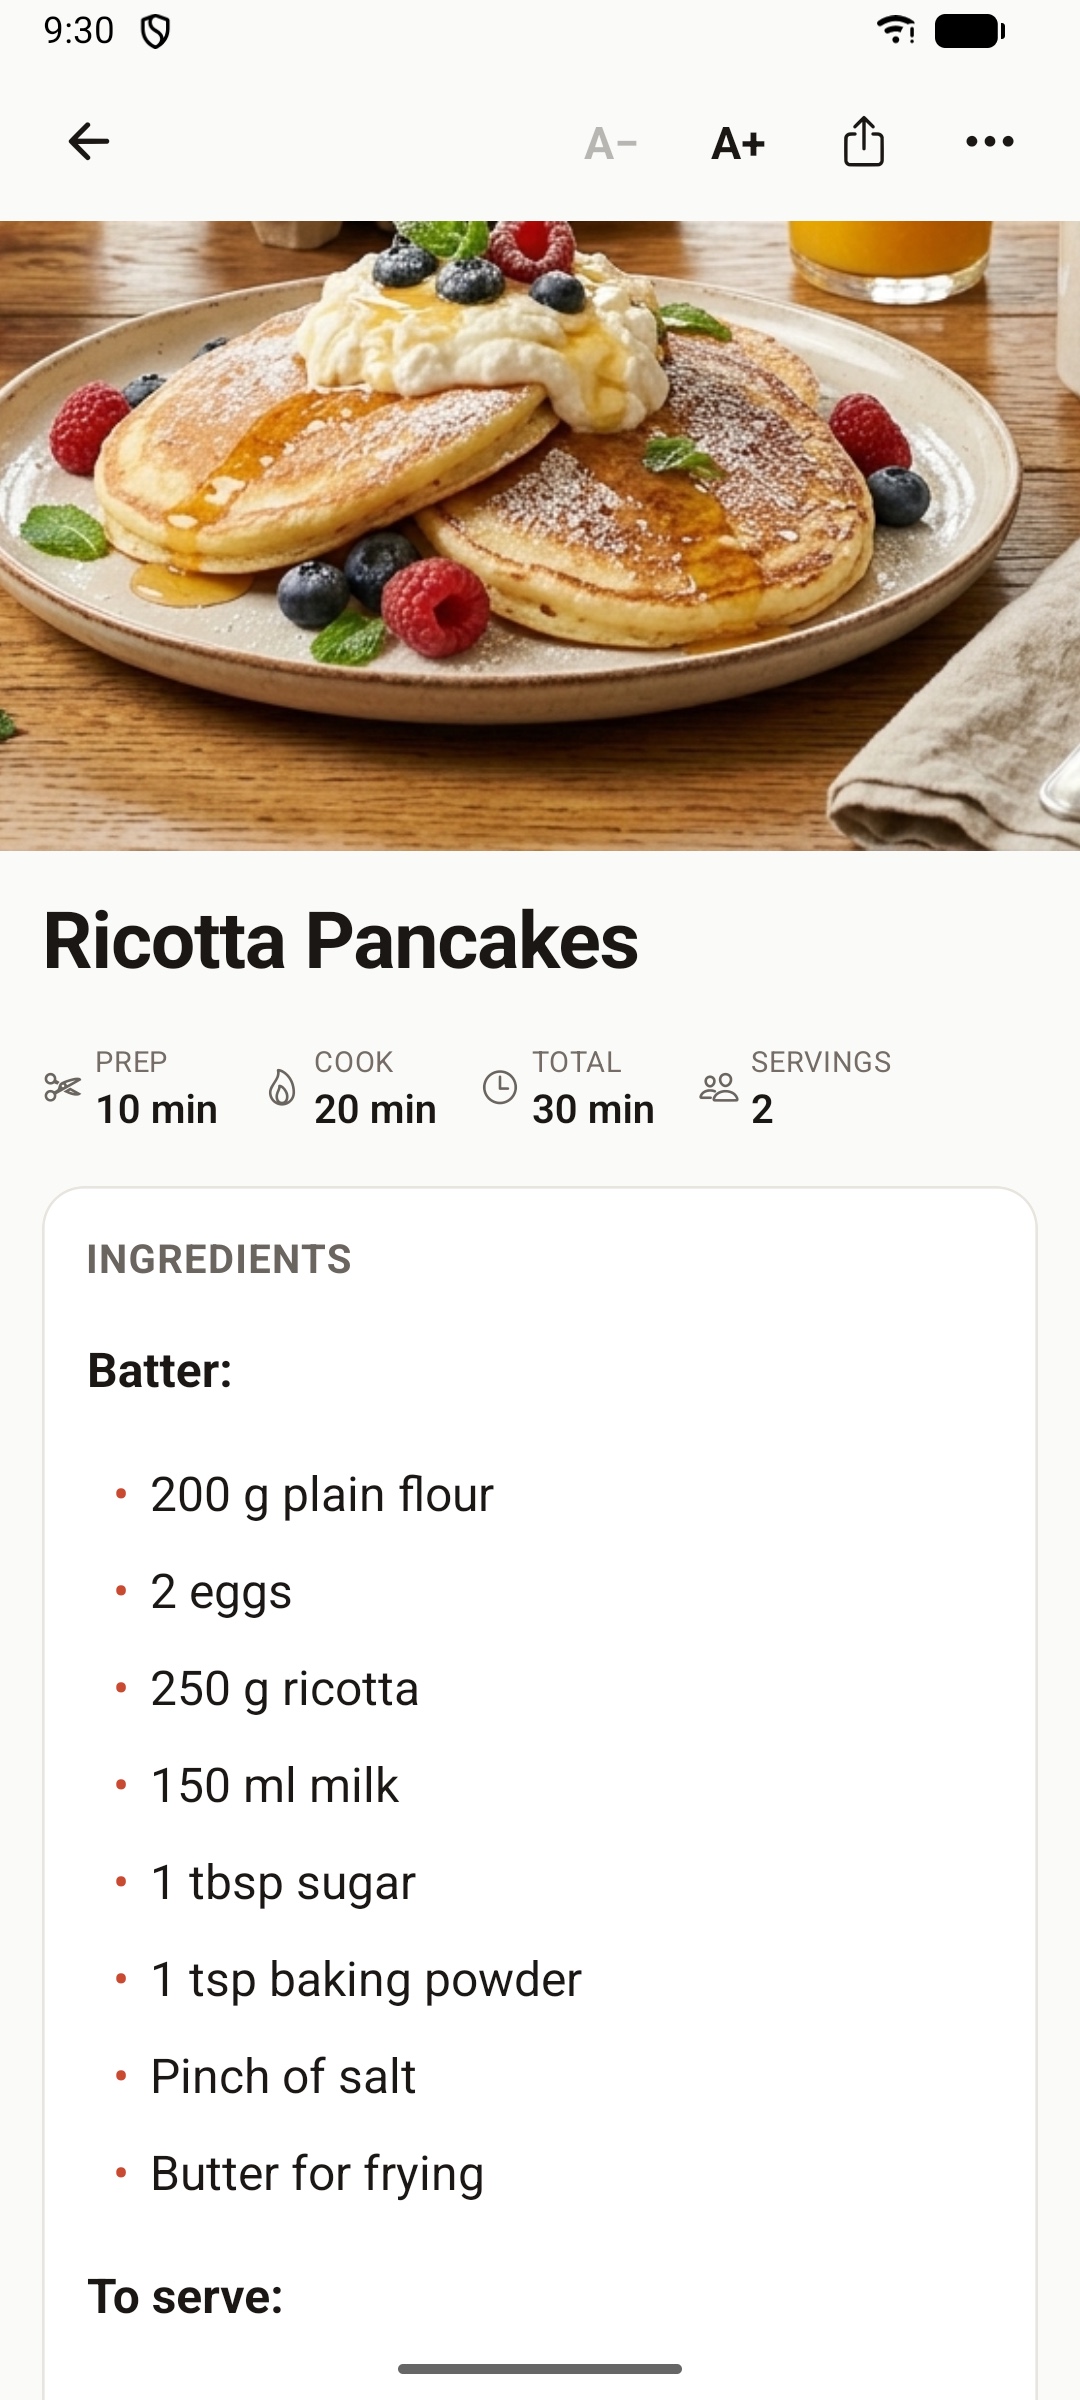 9:30
A- A+
Ricotta Pancakes
PREP
10 min
COOK
20 min
TOTAL
30 min
SERVINGS
2
INGREDIENTS
Batter:
• 200 g plain flour
• 2 eggs
• 250 g ricotta
• 150 ml milk
• 1 tbsp sugar
• 1 tsp baking powder
• Pinch of salt
• Butter for frying
To serve: